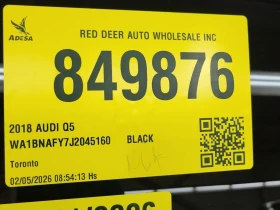 RED DEER AUTO WHOLESALE INC
ADESA
849876
2018 AUDI Q5
WA1BNAFY7J2045160 BLACK
Toronto
02/05/2026 08:54:13 Hs